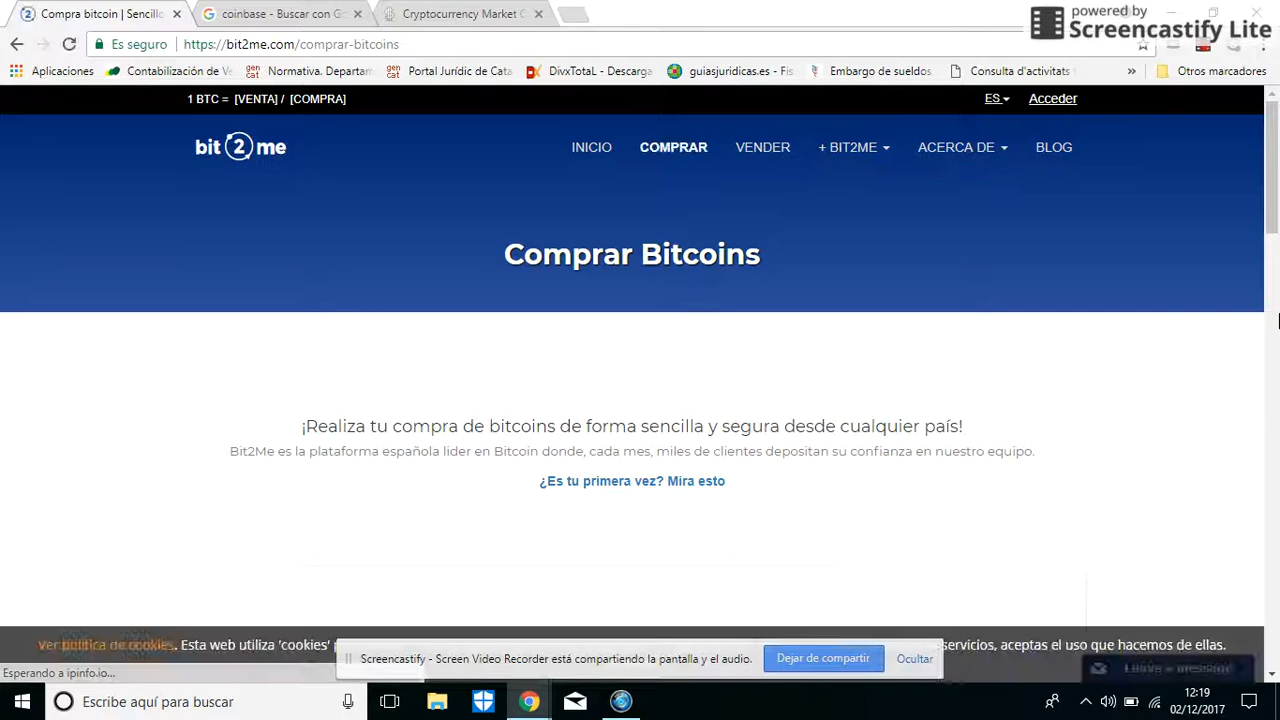 Compra bitcoin | Sencillo
coinbase - Buscar con G
Cryptocurrency Market C
powered by
Screencastify Lite
Es seguro
https://bit2me.com/comprar-bitcoins
Aplicaciones
Contabilización de Ve
Normativa. Departam
Portal Jurídic de Cata
DivxTotaL - Descarga
guiasjuridicas.es - Fis
Embargo de sueldos
Consulta d'activitats
»
Otros marcadores
1 BTC = [VENTA] / [COMPRA]
ES
Acceder
bit 2 me
INICIO
COMPRAR
VENDER
+ BIT2ME
ACERCA DE
BLOG
Comprar Bitcoins
¡Realiza tu compra de bitcoins de forma sencilla y segura desde cualquier país!
Bit2Me es la plataforma española lider en Bitcoin donde, cada mes, miles de clientes depositan su confianza en nuestro equipo.
¿Es tu primera vez? Mira esto
Ver política de cookies. Esta web utiliza 'cookies'
servicios, aceptas el uso que hacemos de ellas.
Screencastify - Screen Video Recorder está compartiendo la pantalla y el audio.
Dejar de compartir
Ocultar
Esperando a ipinfo.io...
Escribe aquí para buscar
12:19
02/12/2017